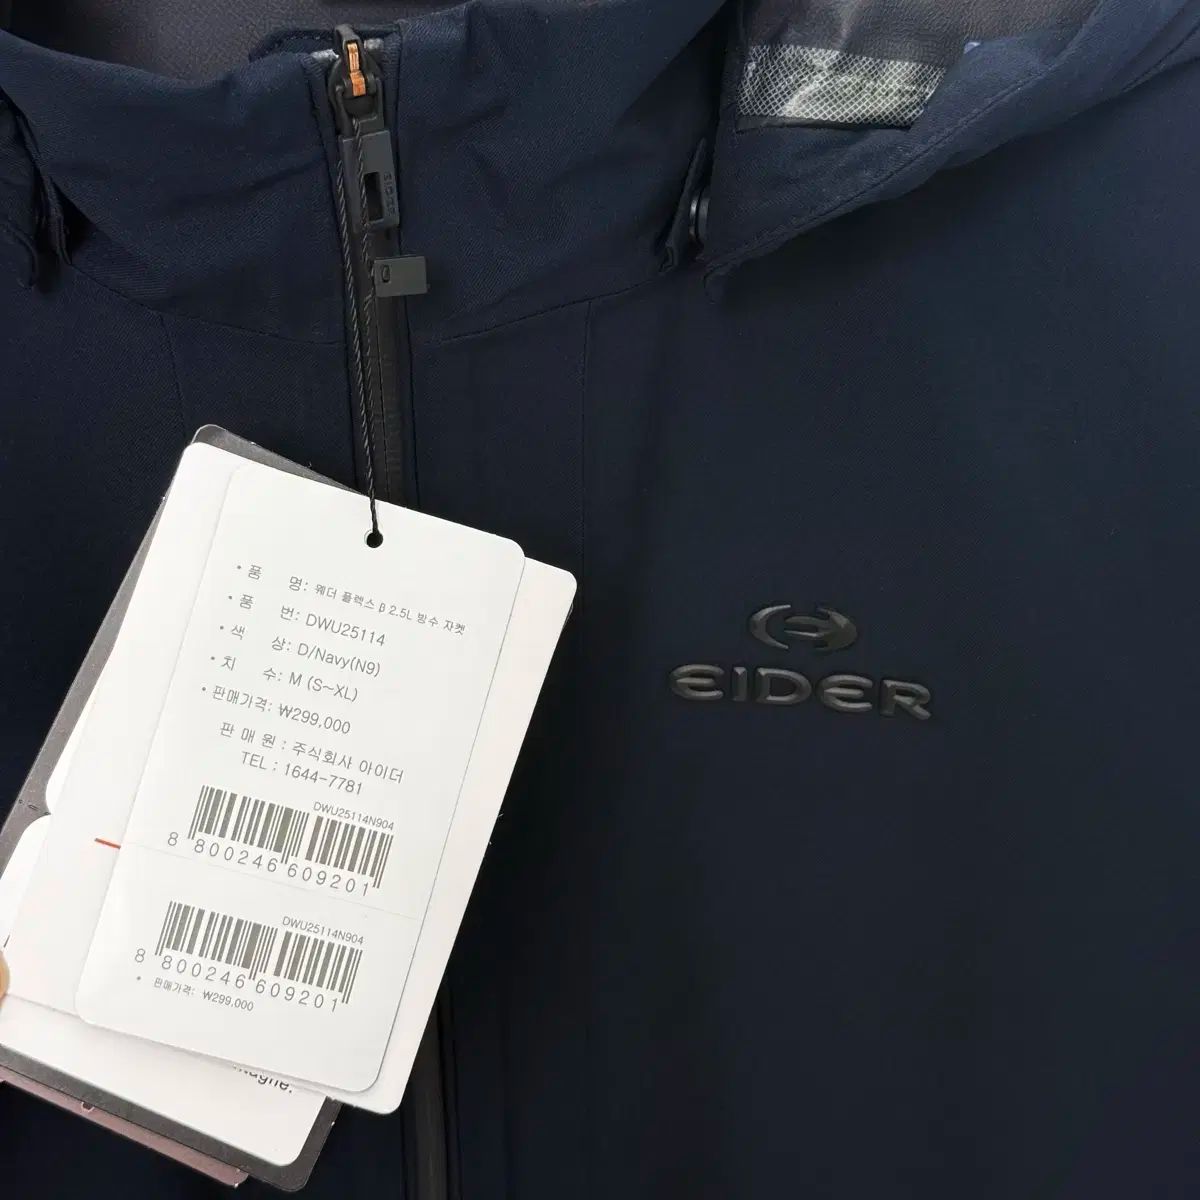 • 품 명: 웨더 플렉스 β 2.5L 방수 자켓
• 품 번: DWU25114
• 색 상: D/Navy(N9)
• 치 수: M (S~XL)
• 판매가격: ₩299,000
판 매 원 : 주식회사 아이더
TEL : 1644-7781
DWU25114N904
8 800246 609201
DWU25114N904
8 800246 609201
• 판매가격: ₩299,000
EIDER